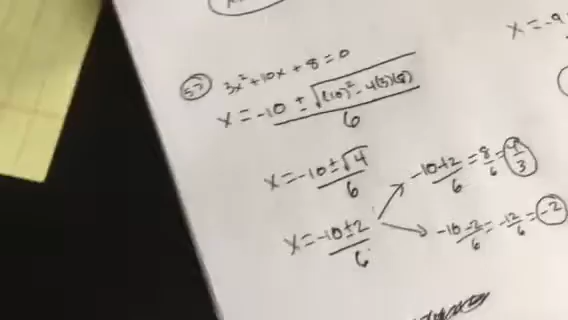 x = -9
57 3x² + 10x + 8 = 0
x = -10 ± √(10)² - 4(3)(8) / 6
x = -10 ± √4 / 6
-10+2 / 6 = 8/6 = 4/3
x = -10 ± 2 / 6
-10-2 / 6 = -12 / 6 = -2